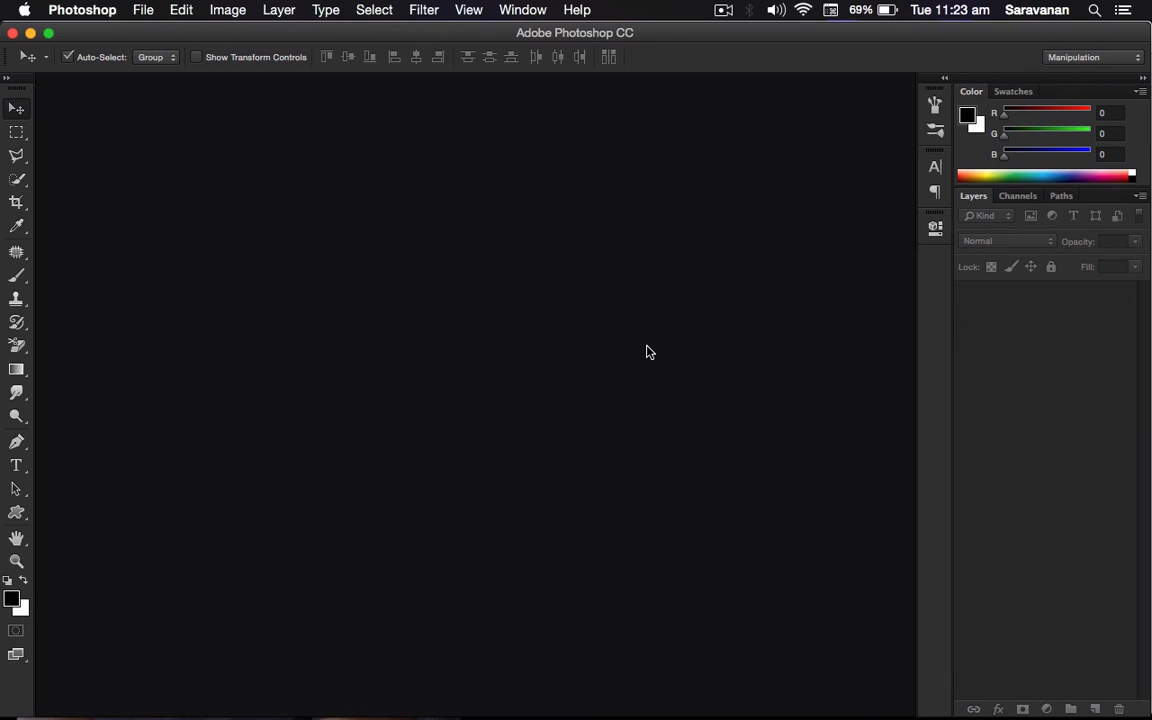 Photoshop File Edit Image Layer Type Select Filter View Window Help 69% Tue 11:23 am Saravanan
Adobe Photoshop CC
Auto-Select: Group Show Transform Controls Manipulation
Color Swatches
R 0
G 0
B 0
Layers Channels Paths
Kind
Normal Opacity:
Lock: Fill: